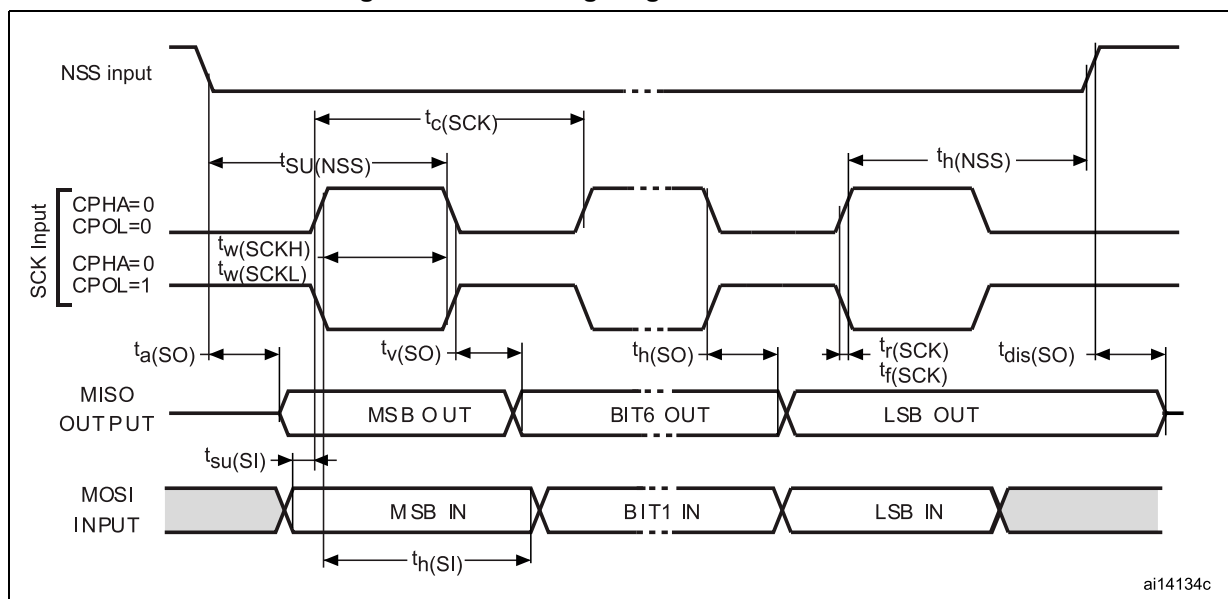 NSS input
tc(SCK)
tSU(NSS)
th(NSS)
SCK Input
CPHA=0
CPOL=0
tw(SCKH)
CPHA=0
tw(SCKL)
CPOL=1
ta(SO)
tv(SO)
th(SO)
tr(SCK)
tf(SCK)
tdis(SO)
MISO
OUTPUT
MSB OUT
BIT6 OUT
LSB OUT
tsu(SI)
MOSI
INPUT
MSB IN
BIT1 IN
LSB IN
th(SI)
ai14134c